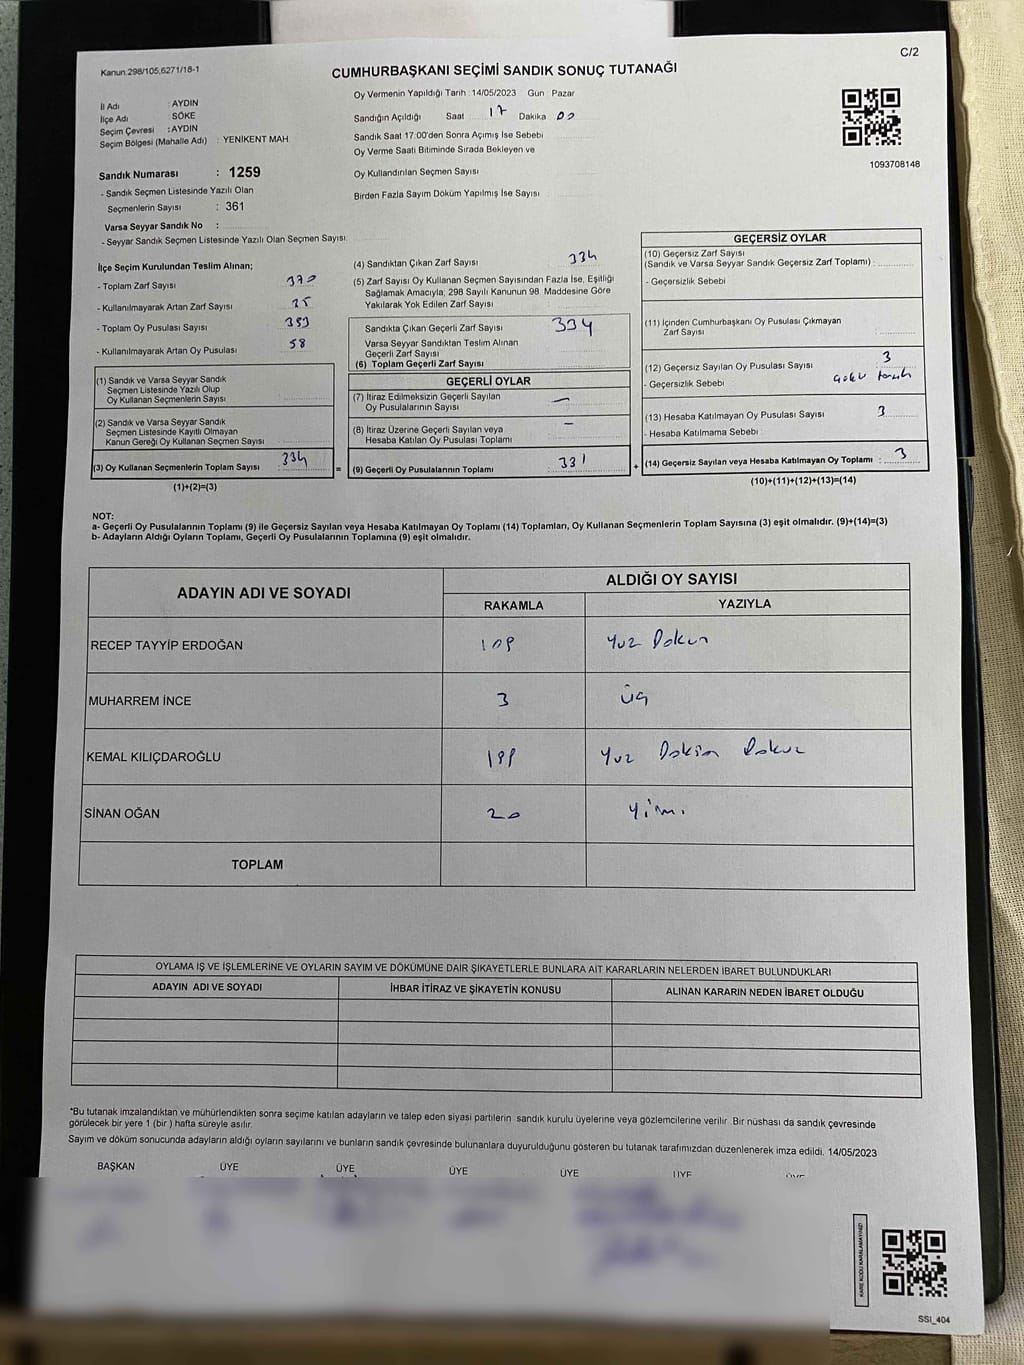 C/2
Kanun:298/105,6271/18-1
CUMHURBAŞKANI SEÇİMİ SANDIK SONUÇ TUTANAĞI
İl Adı : AYDIN
İlçe Adı : SÖKE
Seçim Çevresi : AYDIN
Seçim Bölgesi (Mahalle Adı) : YENİKENT MAH
Sandık Numarası : 1259
- Sandık Seçmen Listesinde Yazılı Olan
Seçmenlerin Sayısı : 361
Varsa Seyyar Sandık No :
- Seyyar Sandık Seçmen Listesinde Yazılı Olan Seçmen Sayısı:
Oy Vermenin Yapıldığı Tarih :14/05/2023 Gün : Pazar
Sandığın Açıldığı Saat 17 Dakika 00
Sandık Saat 17:00'den Sonra Açımış İse Sebebi
Oy Verme Saati Bitiminde Sırada Bekleyen ve
Oy Kullandırılan Seçmen Sayısı
Birden Fazla Sayım Döküm Yapılmış İse Sayısı
1093708148
İlçe Seçim Kurulundan Teslim Alınan;
- Toplam Zarf Sayısı 370
- Kullanılmayarak Artan Zarf Sayısı
- Toplam Oy Pusulası Sayısı
- Kullanılmayarak Artan Oy Pusulası 58
(1) Sandık ve Varsa Seyyar Sandık
Seçmen Listesinde Yazılı Olup
Oy Kullanan Seçmenlerin Sayısı
(2) Sandık ve Varsa Seyyar Sandık
Seçmen Listesinde Kayıtlı Olmayan
Kanun Gereği Oy Kullanan Seçmen Sayısı
(3) Oy Kullanan Seçmenlerin Toplam Sayısı 334
(1)+(2)=(3)
(4) Sandıktan Çıkan Zarf Sayısı 334
(5) Zarf Sayısı Oy Kullanan Seçmen Sayısından Fazla İse, Eşitliği
Sağlamak Amacıyla; 298 Sayılı Kanunun 98. Maddesine Göre
Yakılarak Yok Edilen Zarf Sayısı
Sandıkta Çıkan Geçerli Zarf Sayısı 334
Varsa Seyyar Sandıktan Teslim Alınan
Geçerli Zarf Sayısı
(6) Toplam Geçerli Zarf Sayısı
GEÇERLİ OYLAR
(7) İtiraz Edilmeksizin Geçerli Sayılan
Oy Pusulalarının Sayısı —
(8) İtiraz Üzerine Geçerli Sayılan veya
Hesaba Katılan Oy Pusulası Toplamı —
= (9) Geçerli Oy Pusulalarının Toplamı 331
GEÇERSİZ OYLAR
(10) Geçersiz Zarf Sayısı
(Sandık ve Varsa Seyyar Sandık Geçersiz Zarf Toplamı) :
- Geçersizlik Sebebi
(11) İçinden Cumhurbaşkanı Oy Pusulası Çıkmayan
Zarf Sayısı
(12) Geçersiz Sayılan Oy Pusulası Sayısı 3
- Geçersizlik Sebebi
(13) Hesaba Katılmayan Oy Pusulası Sayısı 3
- Hesaba Katılmama Sebebi
+ (14) Geçersiz Sayılan veya Hesaba Katılmayan Oy Toplamı : 3
(10)+(11)+(12)+(13)=(14)
NOT:
a- Geçerli Oy Pusulalarının Toplamı (9) ile Geçersiz Sayılan veya Hesaba Katılmayan Oy Toplamı (14) Toplamları, Oy Kullanan Seçmenlerin Toplam Sayısına (3) eşit olmalıdır. (9)+(14)=(3)
b- Adayların Aldığı Oyların Toplamı, Geçerli Oy Pusulalarının Toplamına (9) eşit olmalıdır.
ADAYIN ADI VE SOYADI
ALDIĞI OY SAYISI
RAKAMLA YAZIYLA
RECEP TAYYİP ERDOĞAN 109 Yuz Dokuz
MUHARREM İNCE 3 üç
KEMAL KILIÇDAROĞLU 199 Yuz Doksan Dokuz
SİNAN OĞAN 20 Yirmi
TOPLAM
OYLAMA İŞ VE İŞLEMLERİNE VE OYLARIN SAYIM VE DÖKÜMÜNE DAİR ŞİKAYETLERLE BUNLARA AİT KARARLARIN NELERDEN İBARET BULUNDUKLARI
ADAYIN ADI VE SOYADI İHBAR İTİRAZ VE ŞİKAYETİN KONUSU ALINAN KARARIN NEDEN İBARET OLDUĞU
*Bu tutanak imzalandıktan ve mühürlendikten sonra seçime katılan adayların ve talep eden siyasi partilerin sandık kurulu üyelerine veya gözlemcilerine verilir. Bir nüshası da sandık çevresinde
görülecek bir yere 1 (bir ) hafta süreyle asılır.
Sayım ve döküm sonucunda adayların aldığı oyların sayılarını ve bunların sandık çevresinde bulunanlara duyurulduğunu gösteren bu tutanak tarafımızdan düzenlenerek imza edildi. 14/05/2023
BAŞKAN ÜYE ÜYE ÜYE ÜYE ÜYE ÜYE
KARE KODU KARALAMAYINIZ!
SSI_404